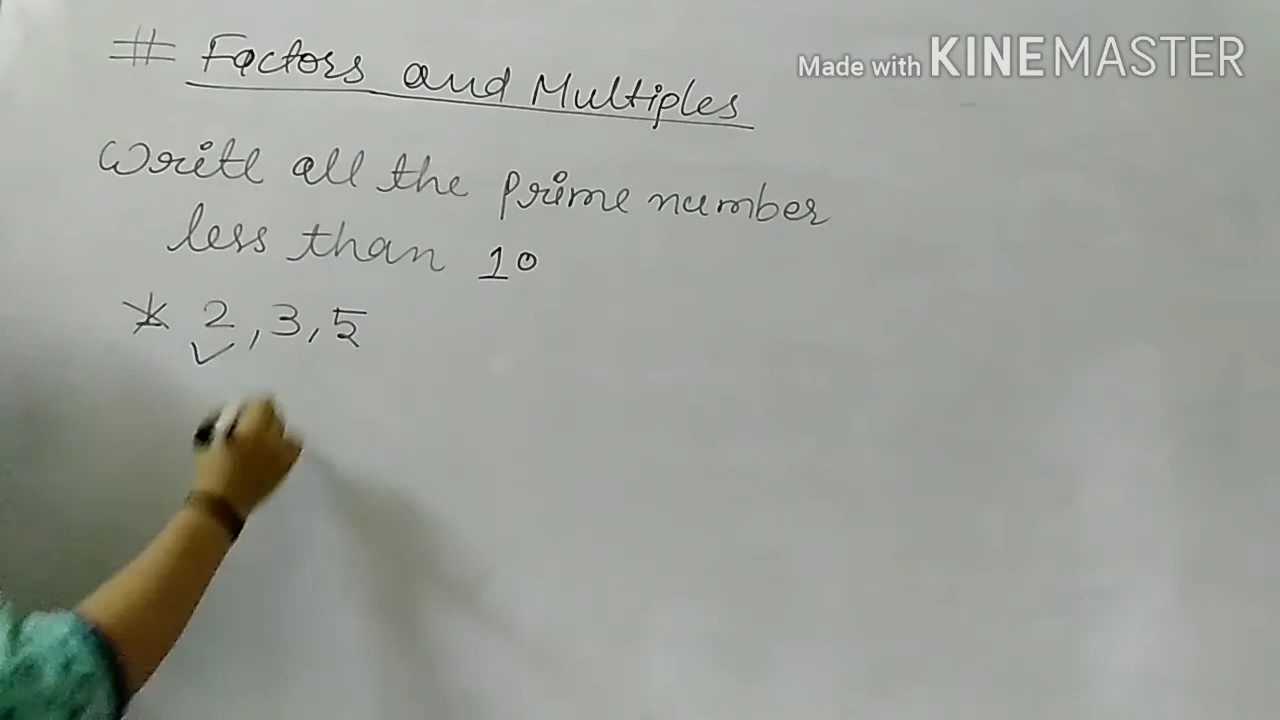 # Factors and Multiples
Made with KINEMASTER
Write all the prime number
less than 10
* 2, 3, 5